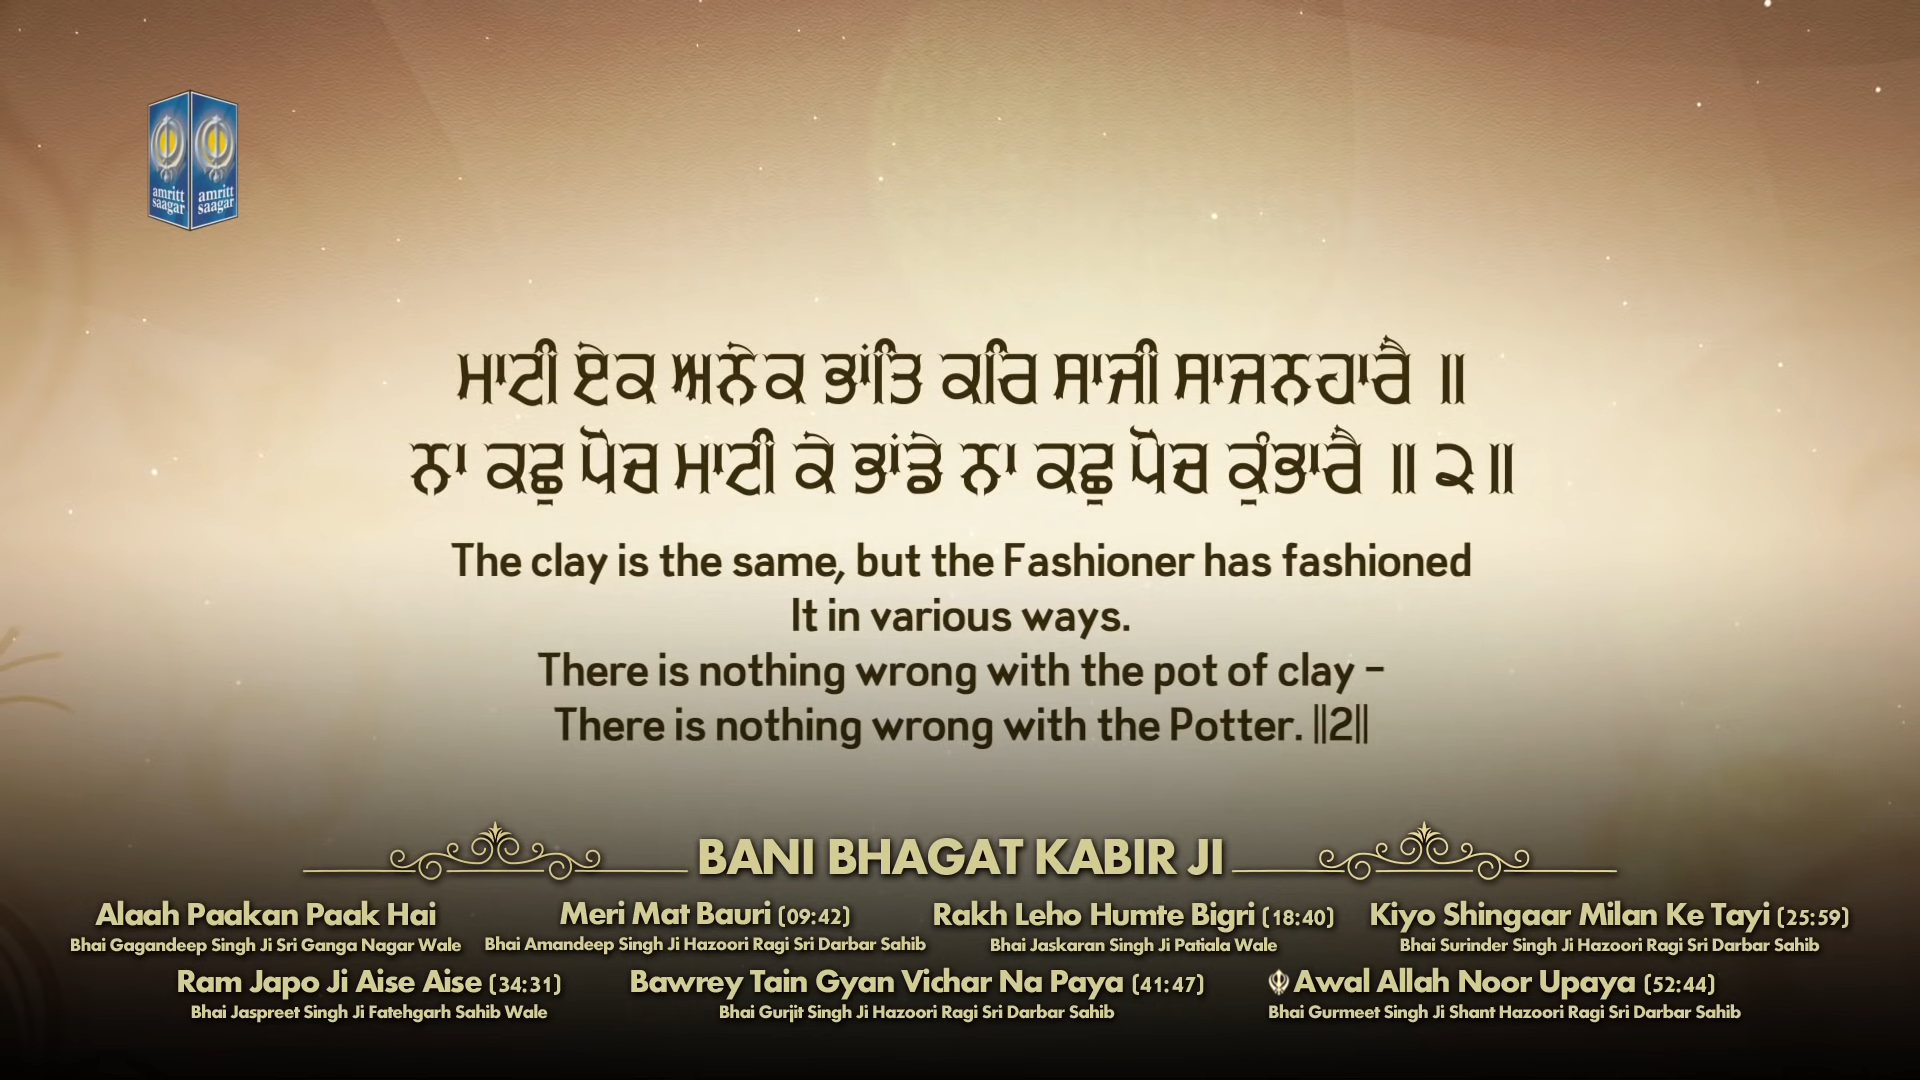 amritt saagar
amritt saagar
ਮਾਟੀ ਏਕ ਅਨੇਕ ਭਾਂਤਿ ਕਰਿ ਸਾਜੀ ਸਾਜਨਹਾਰੈ ॥
ਨਾ ਕਛੁ ਪੋਚ ਮਾਟੀ ਕੇ ਭਾਂਡੇ ਨਾ ਕਛੁ ਪੋਚ ਕੁੰਭਾਰੈ ॥ ੨॥
The clay is the same, but the Fashioner has fashioned
It in various ways.
There is nothing wrong with the pot of clay –
There is nothing wrong with the Potter. ||2||
BANI BHAGAT KABIR JI
Alaah Paakan Paak Hai Meri Mat Bauri (09:42) Rakh Leho Humte Bigri (18:40) Kiyo Shingaar Milan Ke Tayi (25:59)
Bhai Gagandeep Singh Ji Sri Ganga Nagar Wale Bhai Amandeep Singh Ji Hazoori Ragi Sri Darbar Sahib Bhai Jaskaran Singh Ji Patiala Wale Bhai Surinder Singh Ji Hazoori Ragi Sri Darbar Sahib
Ram Japo Ji Aise Aise (34:31) Bawrey Tain Gyan Vichar Na Paya (41:47) Awal Allah Noor Upaya (52:44)
Bhai Jaspreet Singh Ji Fatehgarh Sahib Wale Bhai Gurjit Singh Ji Hazoori Ragi Sri Darbar Sahib Bhai Gurmeet Singh Ji Shant Hazoori Ragi Sri Darbar Sahib